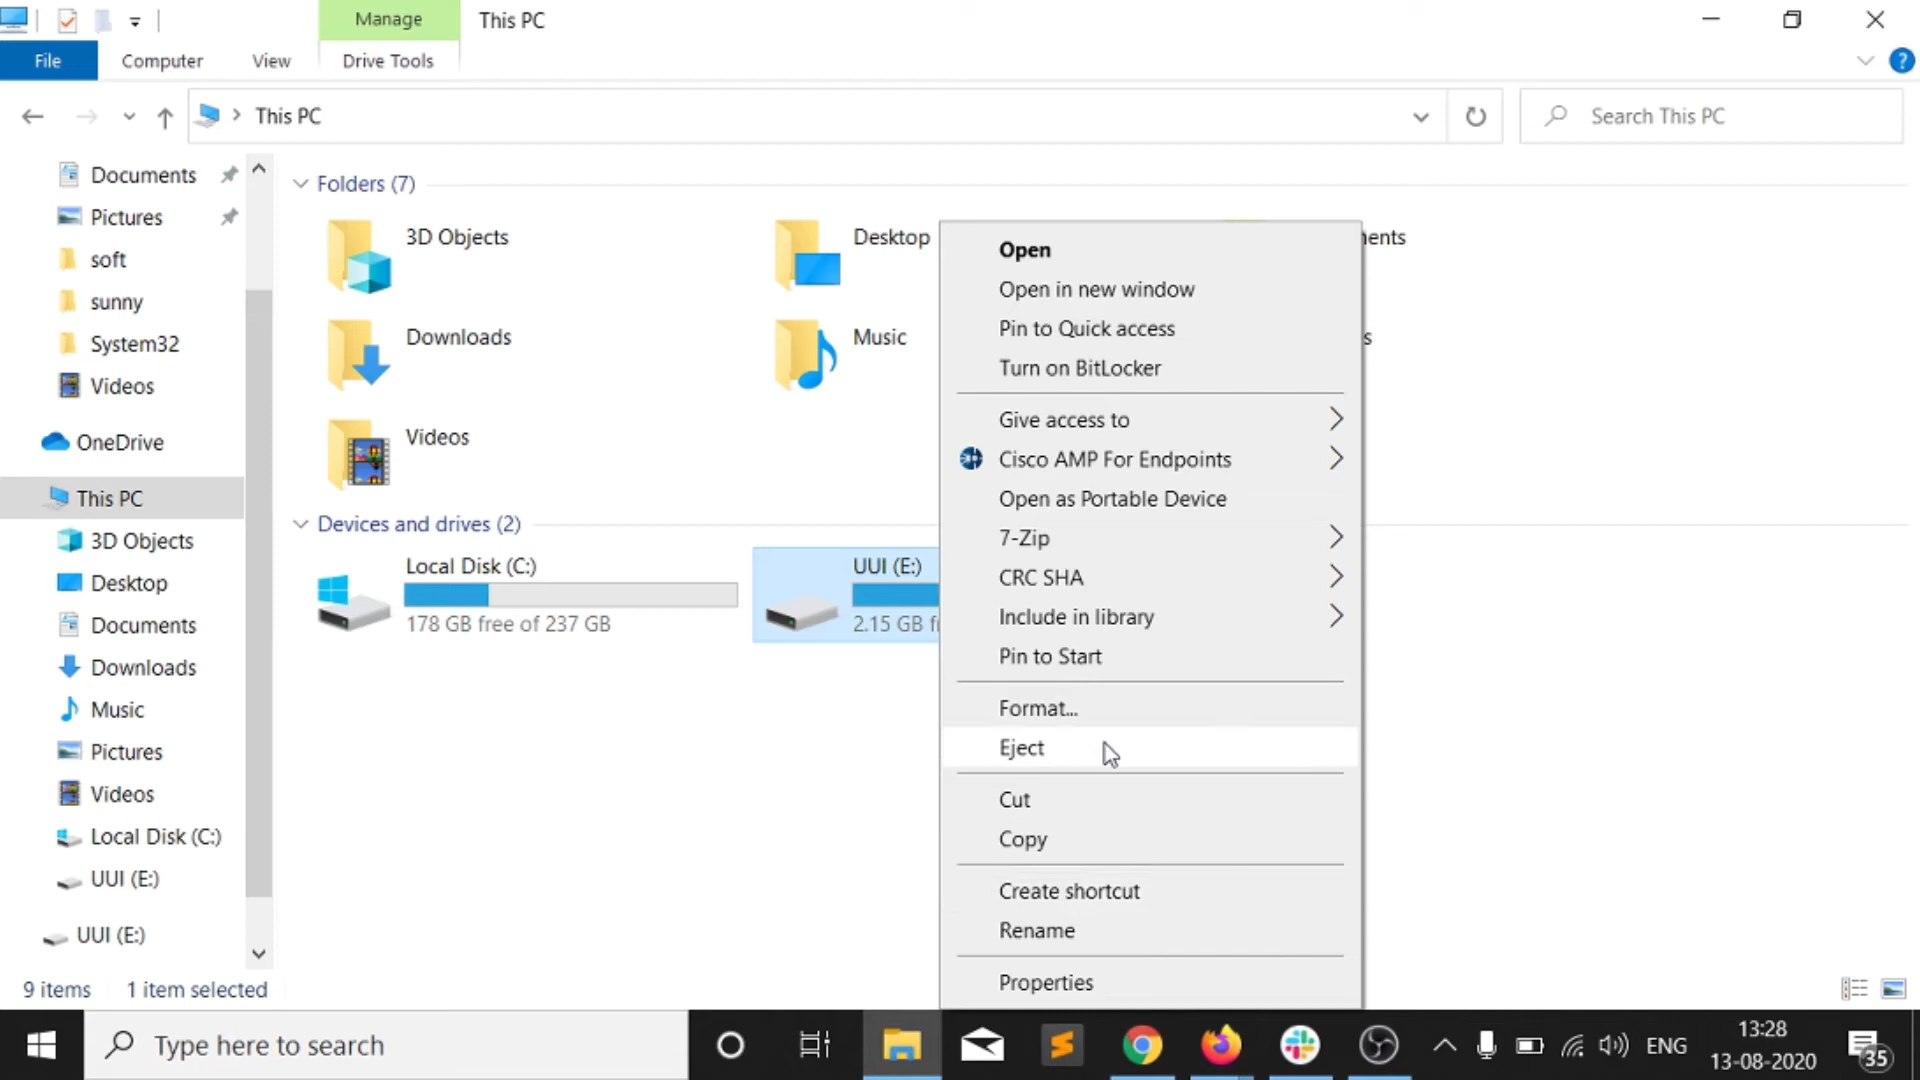 Manage
This PC
File
Computer
View
Drive Tools
This PC
Search This PC
Documents
Pictures
soft
sunny
System32
Videos
OneDrive
This PC
3D Objects
Desktop
Documents
Downloads
Music
Pictures
Videos
Local Disk (C:)
UUI (E:)
UUI (E:)
Folders (7)
3D Objects
Desktop
Downloads
Music
Videos
Devices and drives (2)
Local Disk (C:)
178 GB free of 237 GB
UUI (E:)
2.15 GB
Open
Open in new window
Pin to Quick access
Turn on BitLocker
Give access to
Cisco AMP For Endpoints
Open as Portable Device
7-Zip
CRC SHA
Include in library
Pin to Start
Format...
Eject
Cut
Copy
Create shortcut
Rename
Properties
9 items
1 item selected
Type here to search
ENG
13:28
13-08-2020
35